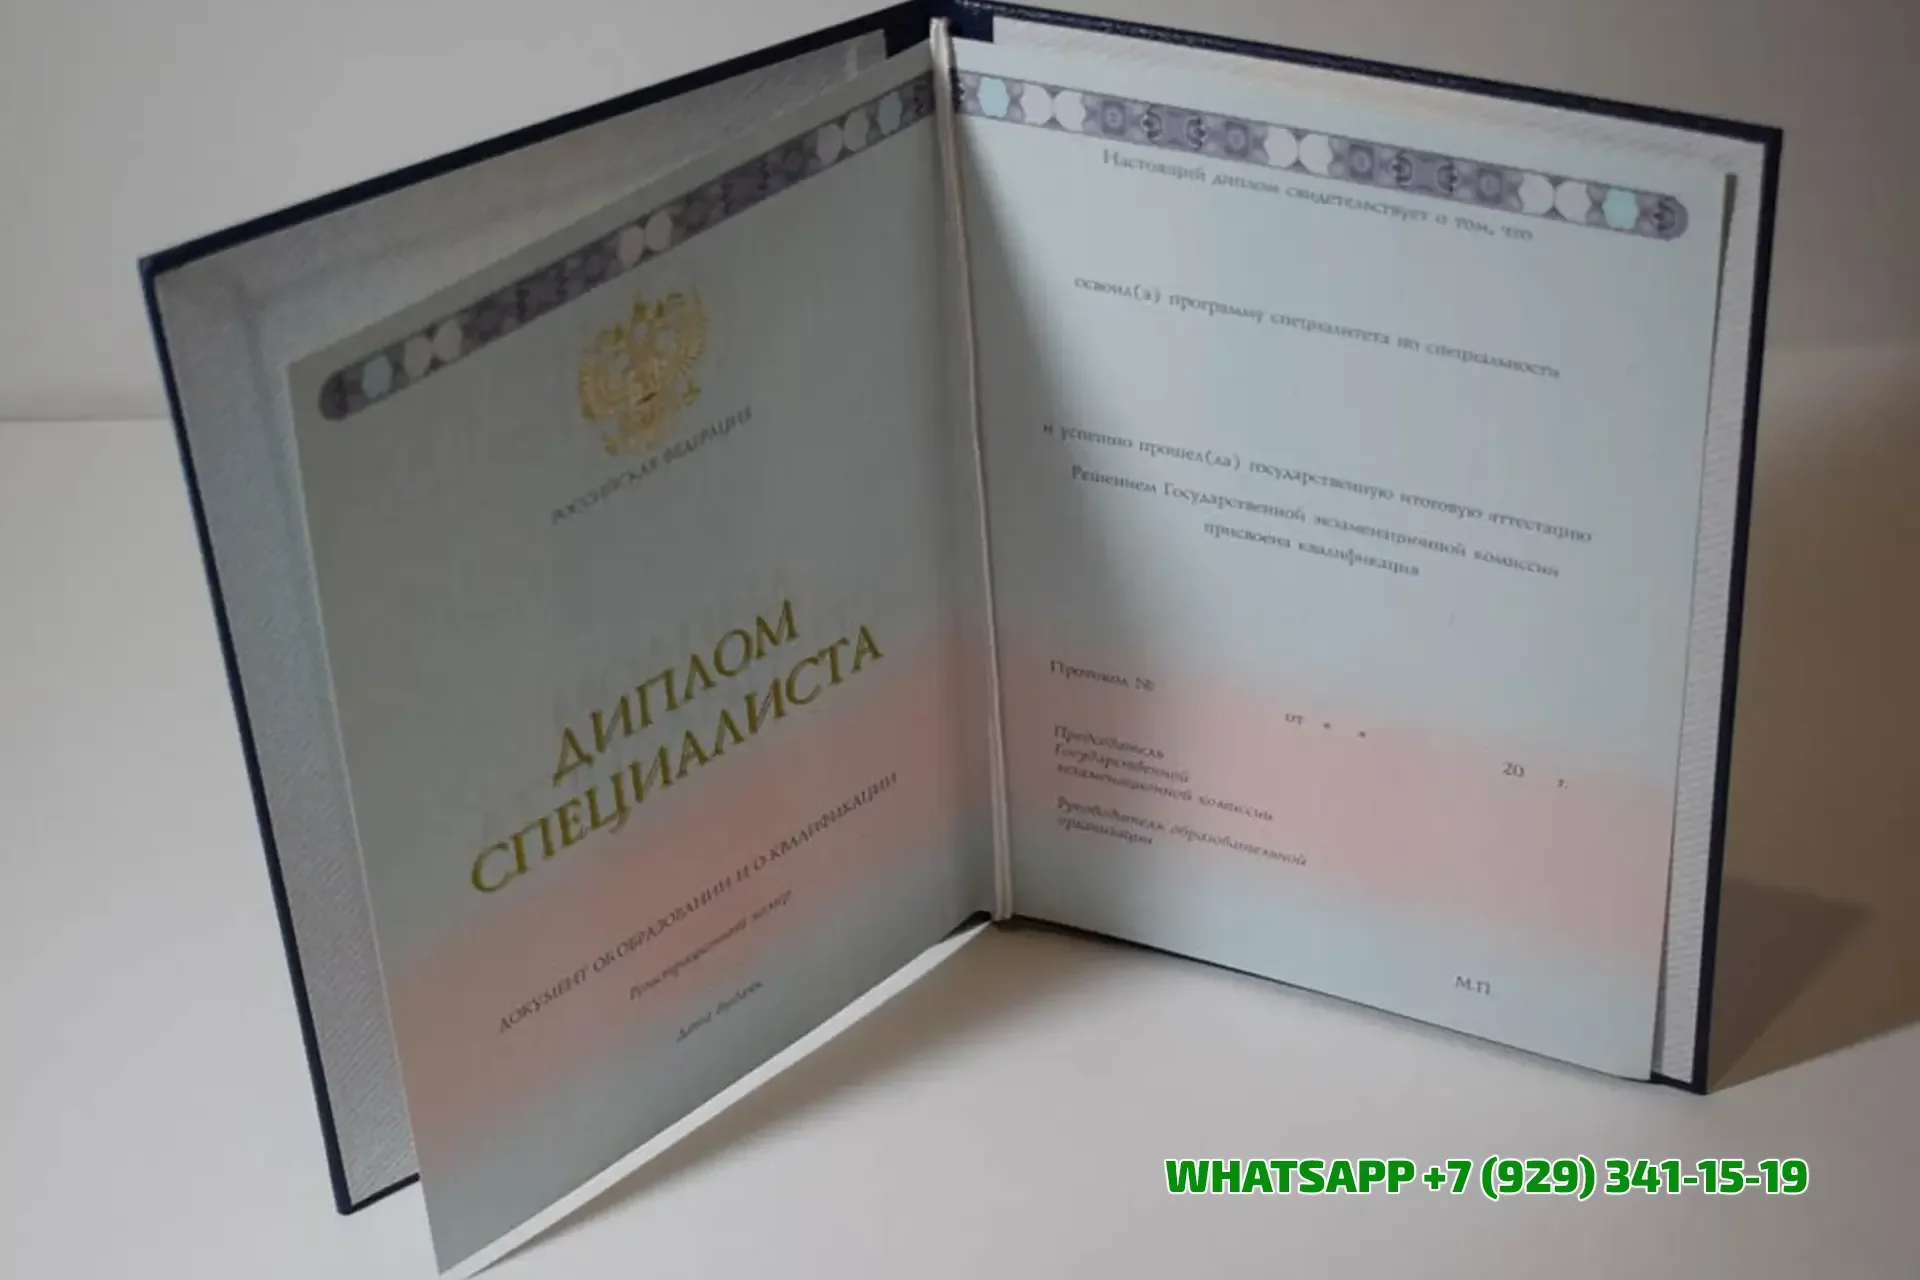 РОССИЙСКАЯ ФЕДЕРАЦИЯ
ДИПЛОМ
СПЕЦИАЛИСТА
ДОКУМЕНТ ОБ ОБРАЗОВАНИИ И О КВАЛИФИКАЦИИ
Регистрационный номер
Дата выдачи
Настоящий диплом свидетельствует о том, что
освоил(а) программу специалитета по специальности
и успешно прошел(ла) государственную итоговую аттестацию
Решением Государственной экзаменационной комиссии
присвоена квалификация
Протокол №
от « »
20 г.
Председатель
Государственной
экзаменационной комиссии
Руководитель образовательной
организации
М.П.
WHATSAPP +7 (929) 341-15-19